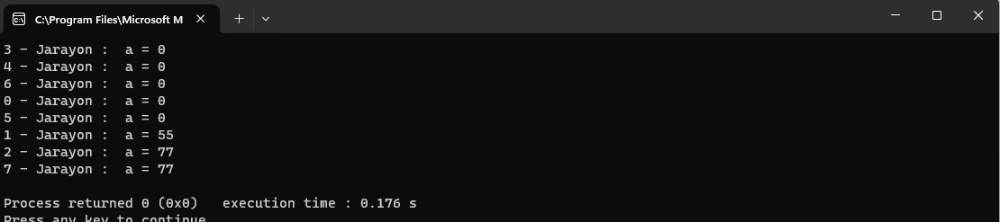 C:\Program Files\Microsoft M
3 - Jarayon :  a = 0
4 - Jarayon :  a = 0
6 - Jarayon :  a = 0
0 - Jarayon :  a = 0
5 - Jarayon :  a = 0
1 - Jarayon :  a = 55
2 - Jarayon :  a = 77
7 - Jarayon :  a = 77
Process returned 0 (0x0)   execution time : 0.176 s
Press any key to continue